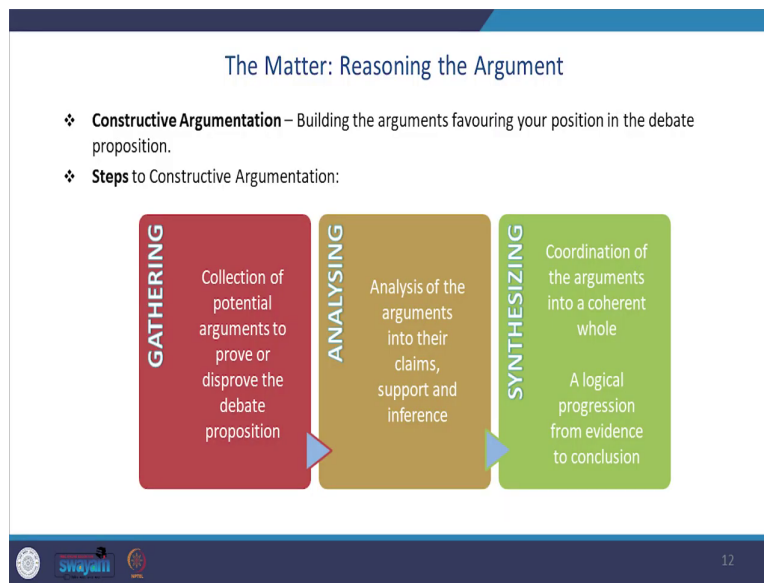 The Matter: Reasoning the Argument
❖ Constructive Argumentation – Building the arguments favouring your position in the debate
proposition.
❖ Steps to Constructive Argumentation:
GATHERING
Collection of
potential
arguments to
prove or
disprove the
debate
proposition
ANALYSING
Analysis of the
arguments
into their
claims,
support and
inference
SYNTHESIZING
Coordination of
the arguments
into a coherent
whole
A logical
progression
from evidence
to conclusion
swayam
NPTEL
12